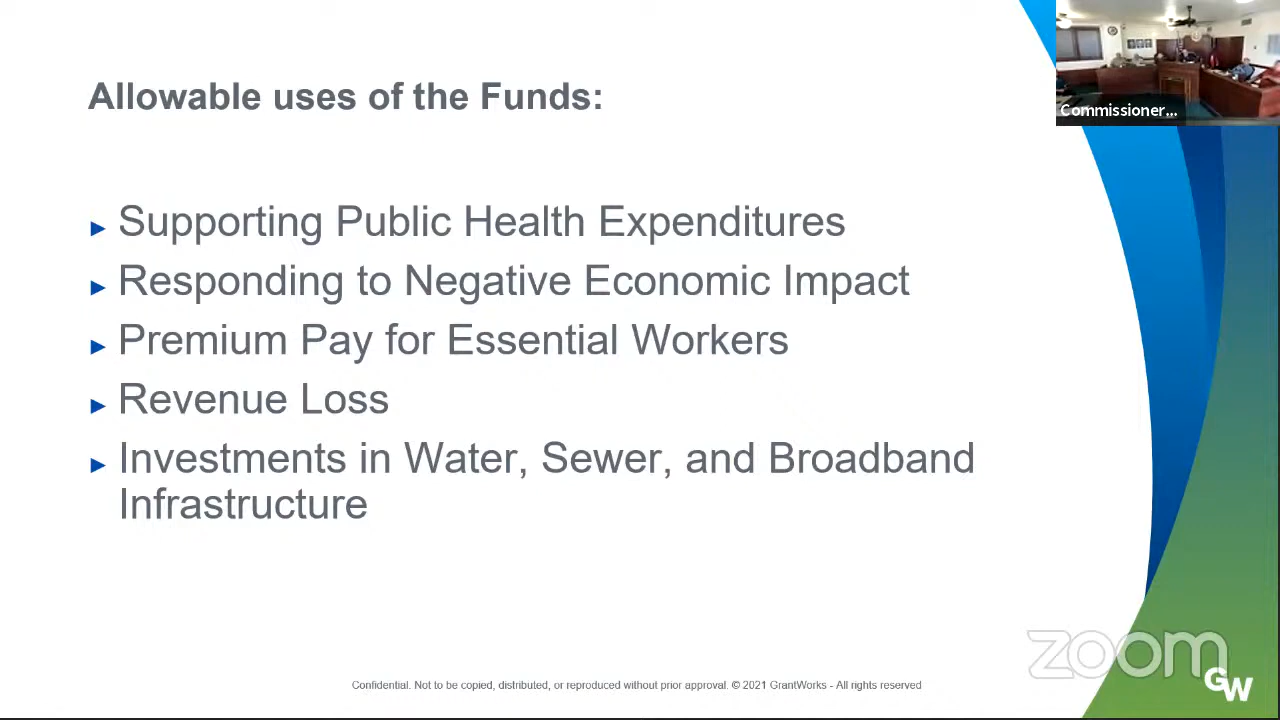 Allowable uses of the Funds:
Commissioner...
► Supporting Public Health Expenditures
► Responding to Negative Economic Impact
► Premium Pay for Essential Workers
► Revenue Loss
► Investments in Water, Sewer, and Broadband
Infrastructure
zoom
GW
Confidential. Not to be copied, distributed, or reproduced without prior approval. © 2021 GrantWorks - All rights reserved